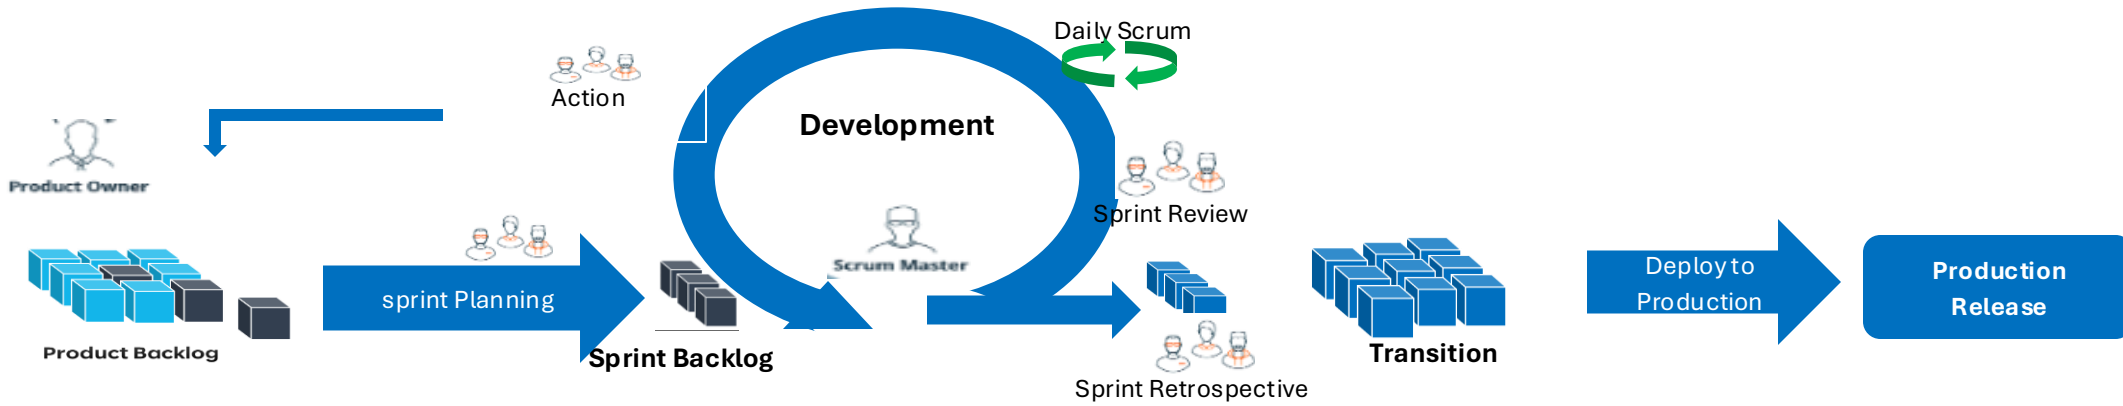 Daily Scrum
Action
Development
Product Owner
Sprint Review
Scrum Master
sprint Planning
Deploy to
Production
Production
Release
Product Backlog
Sprint Backlog
Transition
Sprint Retrospective